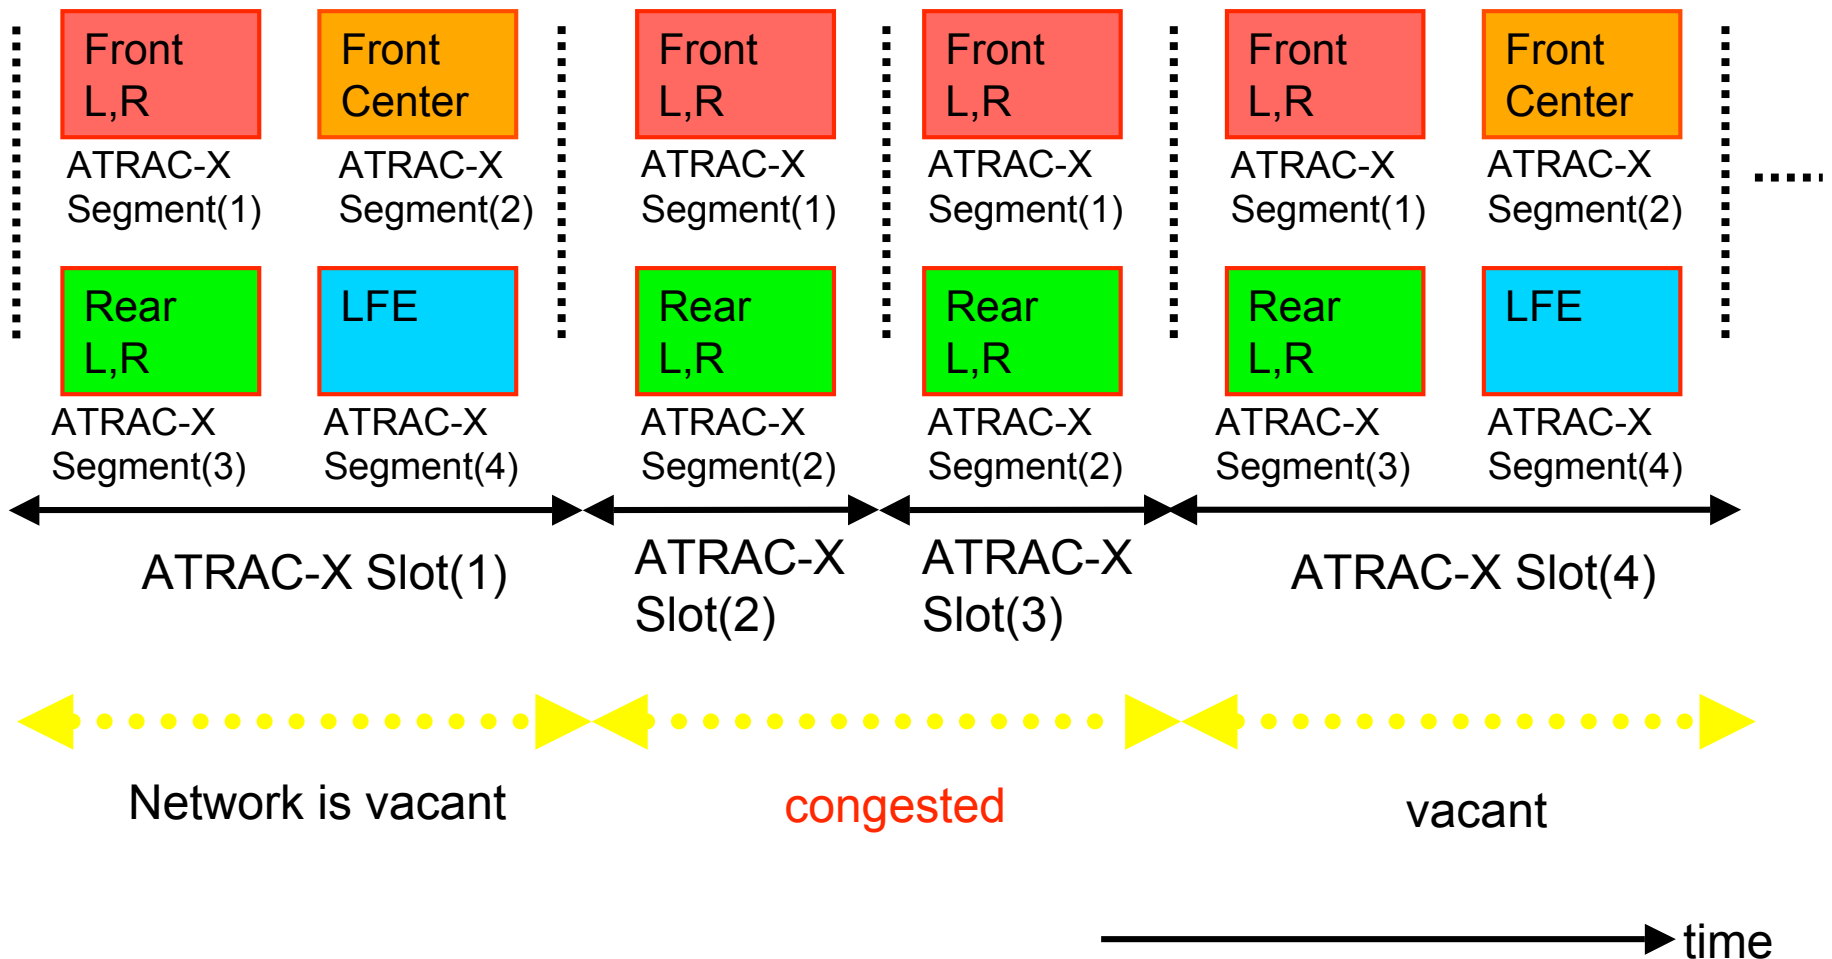 Front
L,R
ATRAC-X
Segment(1)
Front
Center
ATRAC-X
Segment(2)
Front
L,R
ATRAC-X
Segment(1)
Front
L,R
ATRAC-X
Segment(1)
Front
L,R
ATRAC-X
Segment(1)
Front
Center
ATRAC-X
Segment(2)
Rear
L,R
ATRAC-X
Segment(3)
LFE
ATRAC-X
Segment(4)
Rear
L,R
ATRAC-X
Segment(2)
Rear
L,R
ATRAC-X
Segment(2)
Rear
L,R
ATRAC-X
Segment(3)
LFE
ATRAC-X
Segment(4)
ATRAC-X Slot(1)
ATRAC-X
Slot(2)
ATRAC-X
Slot(3)
ATRAC-X Slot(4)
Network is vacant
congested
vacant
time